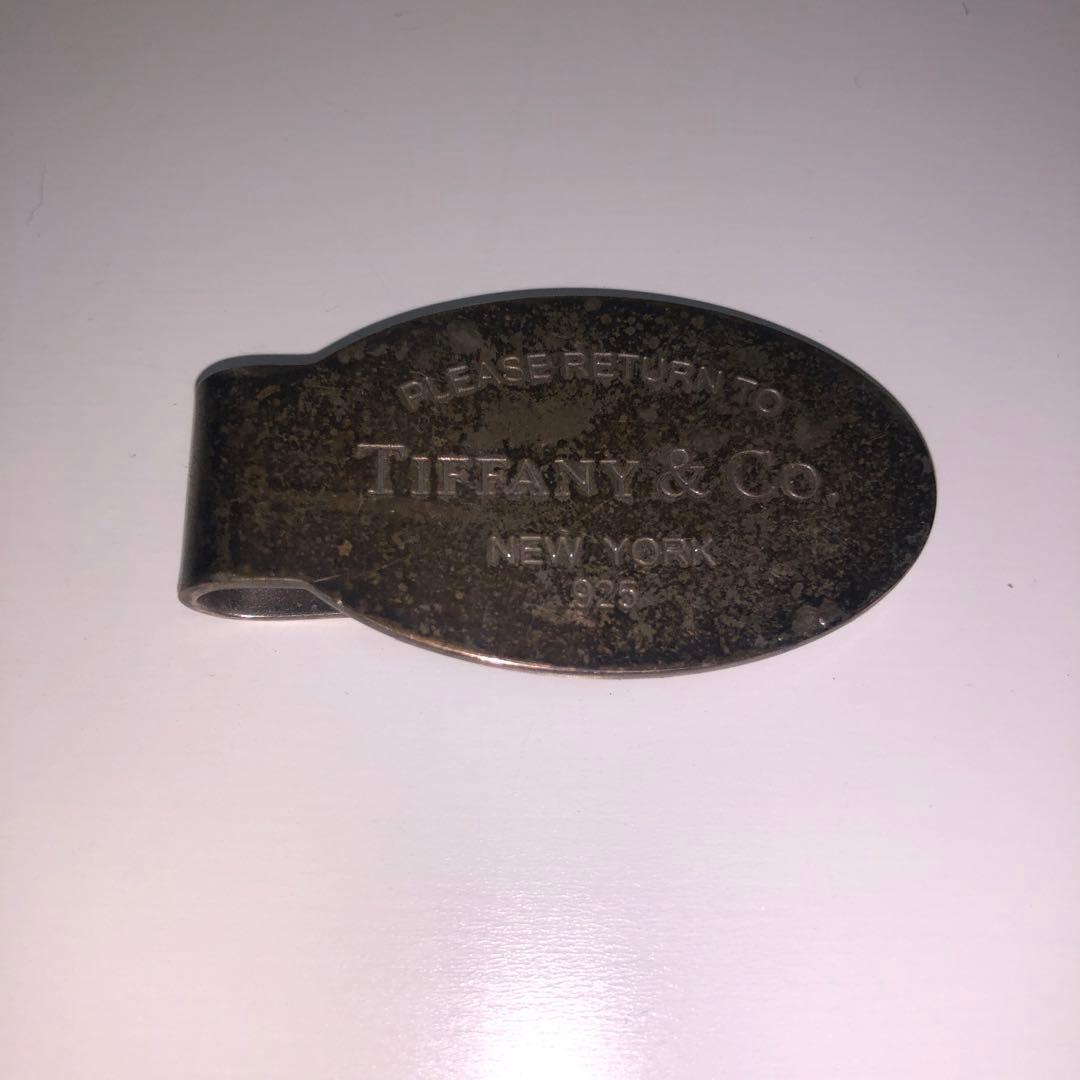 PLEASE RETURN TO
TIFFANY & CO.
NEW YORK
925